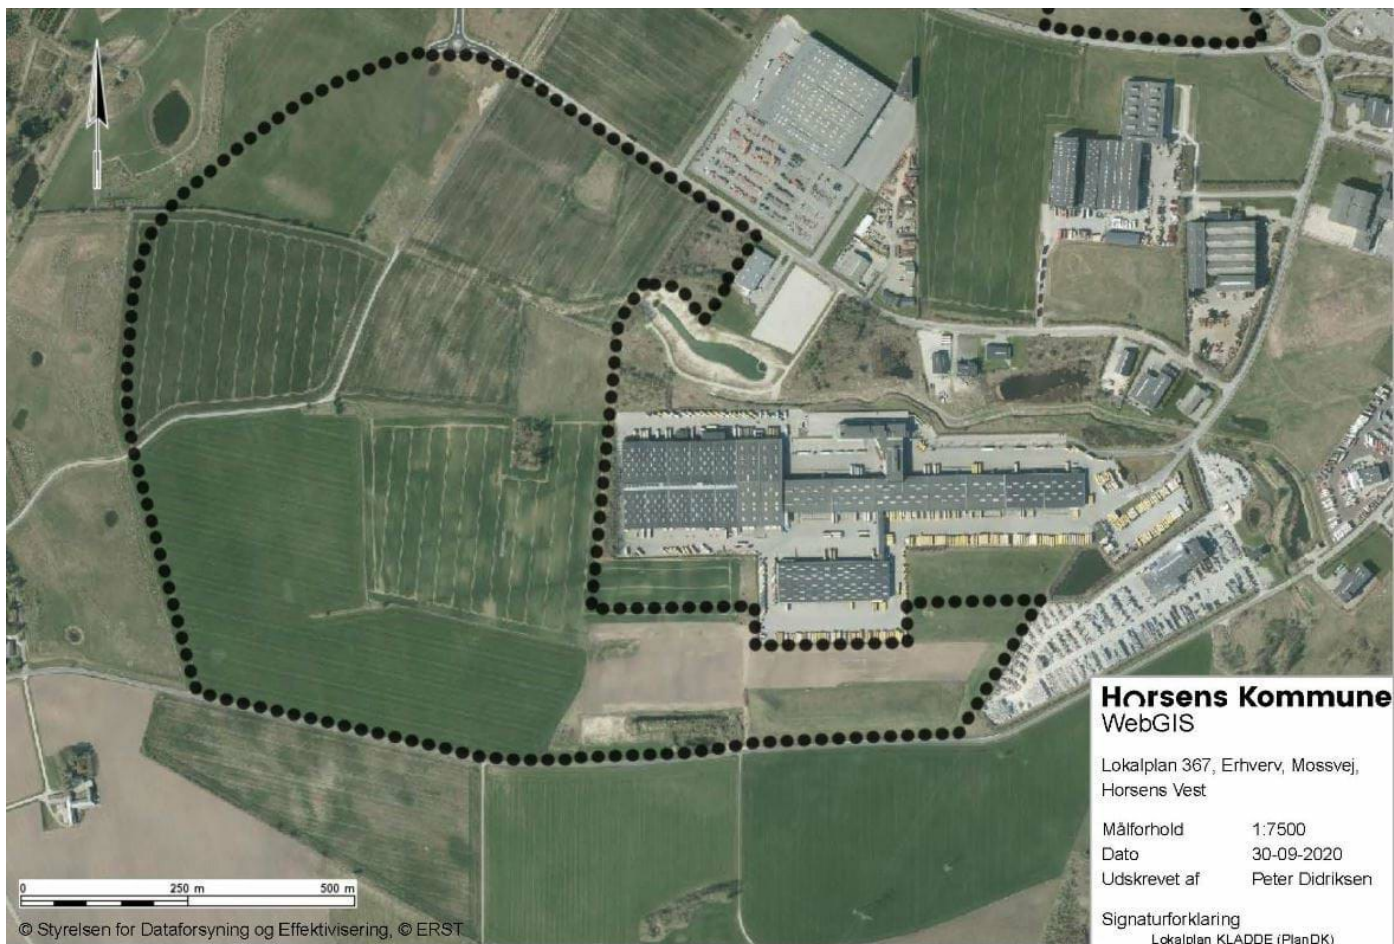 Horsens Kommune
WebGIS
Lokalplan 367, Erhverv, Mossvej,
Horsens Vest
Målforhold 1:7500
Dato 30-09-2020
Udskrevet af Peter Didriksen
Signaturforklaring
Lokalplan KLADDE (PlanDK)
0 250 m 500 m
© Styrelsen for Dataforsyning og Effektivisering, © ERST